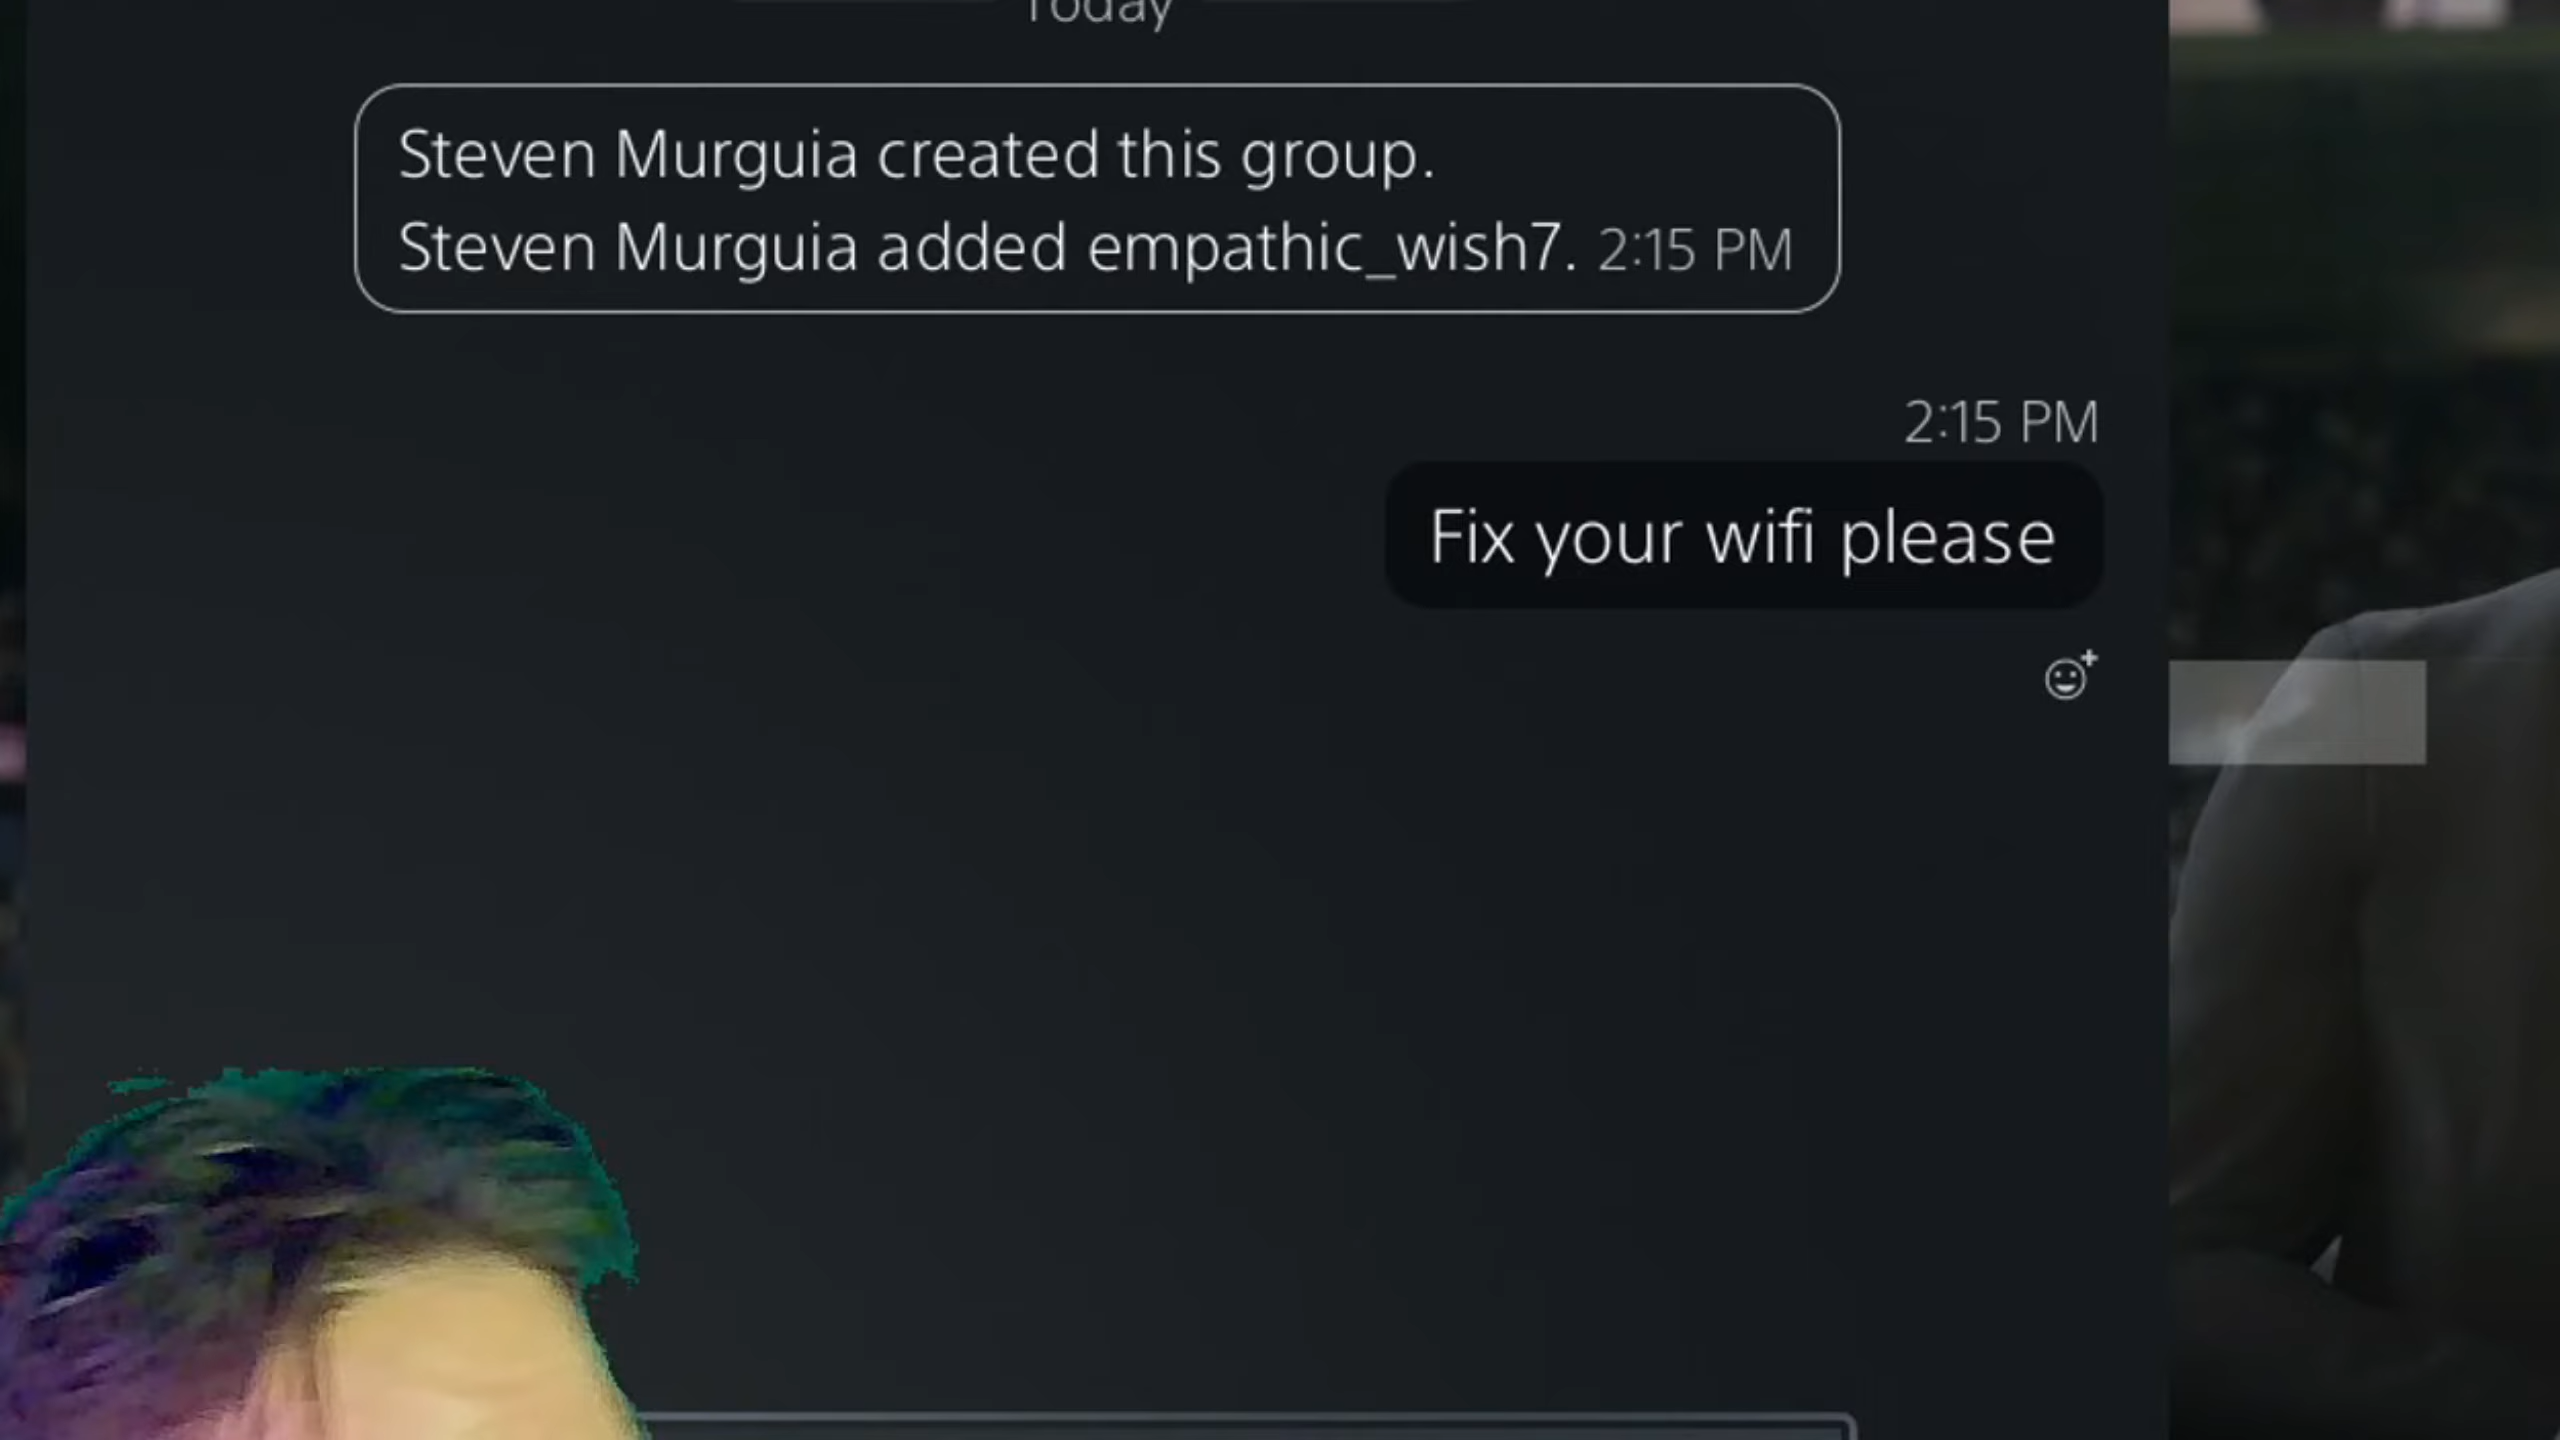 Today
Steven Murguia created this group.
Steven Murguia added empathic_wish7. 2:15 PM
2:15 PM
Fix your wifi please